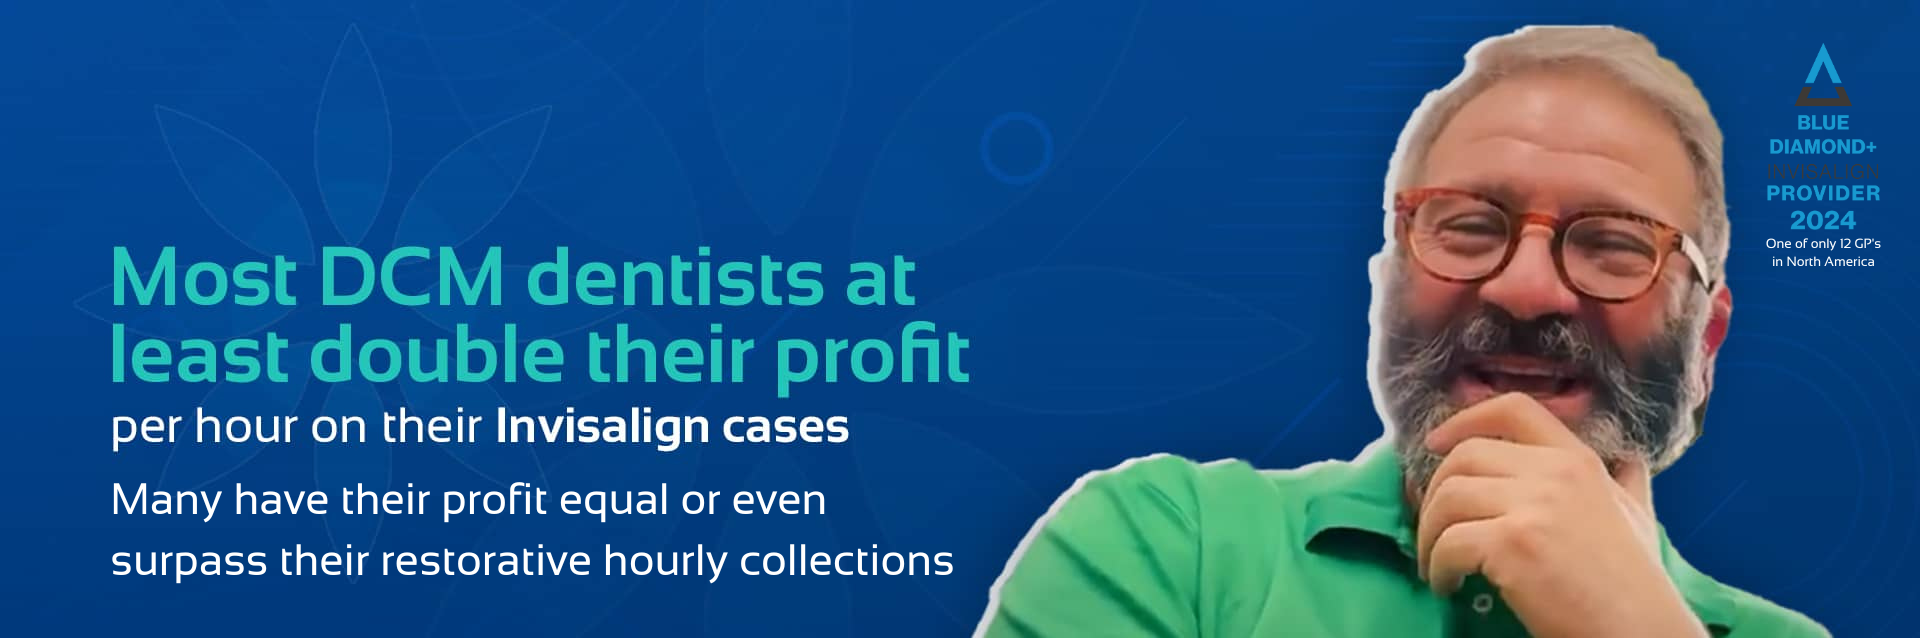 Most DCM dentists at
least double their profit
per hour on their Invisalign cases
Many have their profit equal or even
surpass their restorative hourly collections
BLUE
DIAMOND+
INVISALIGN
PROVIDER
2024
One of only 12 GP's
in North America